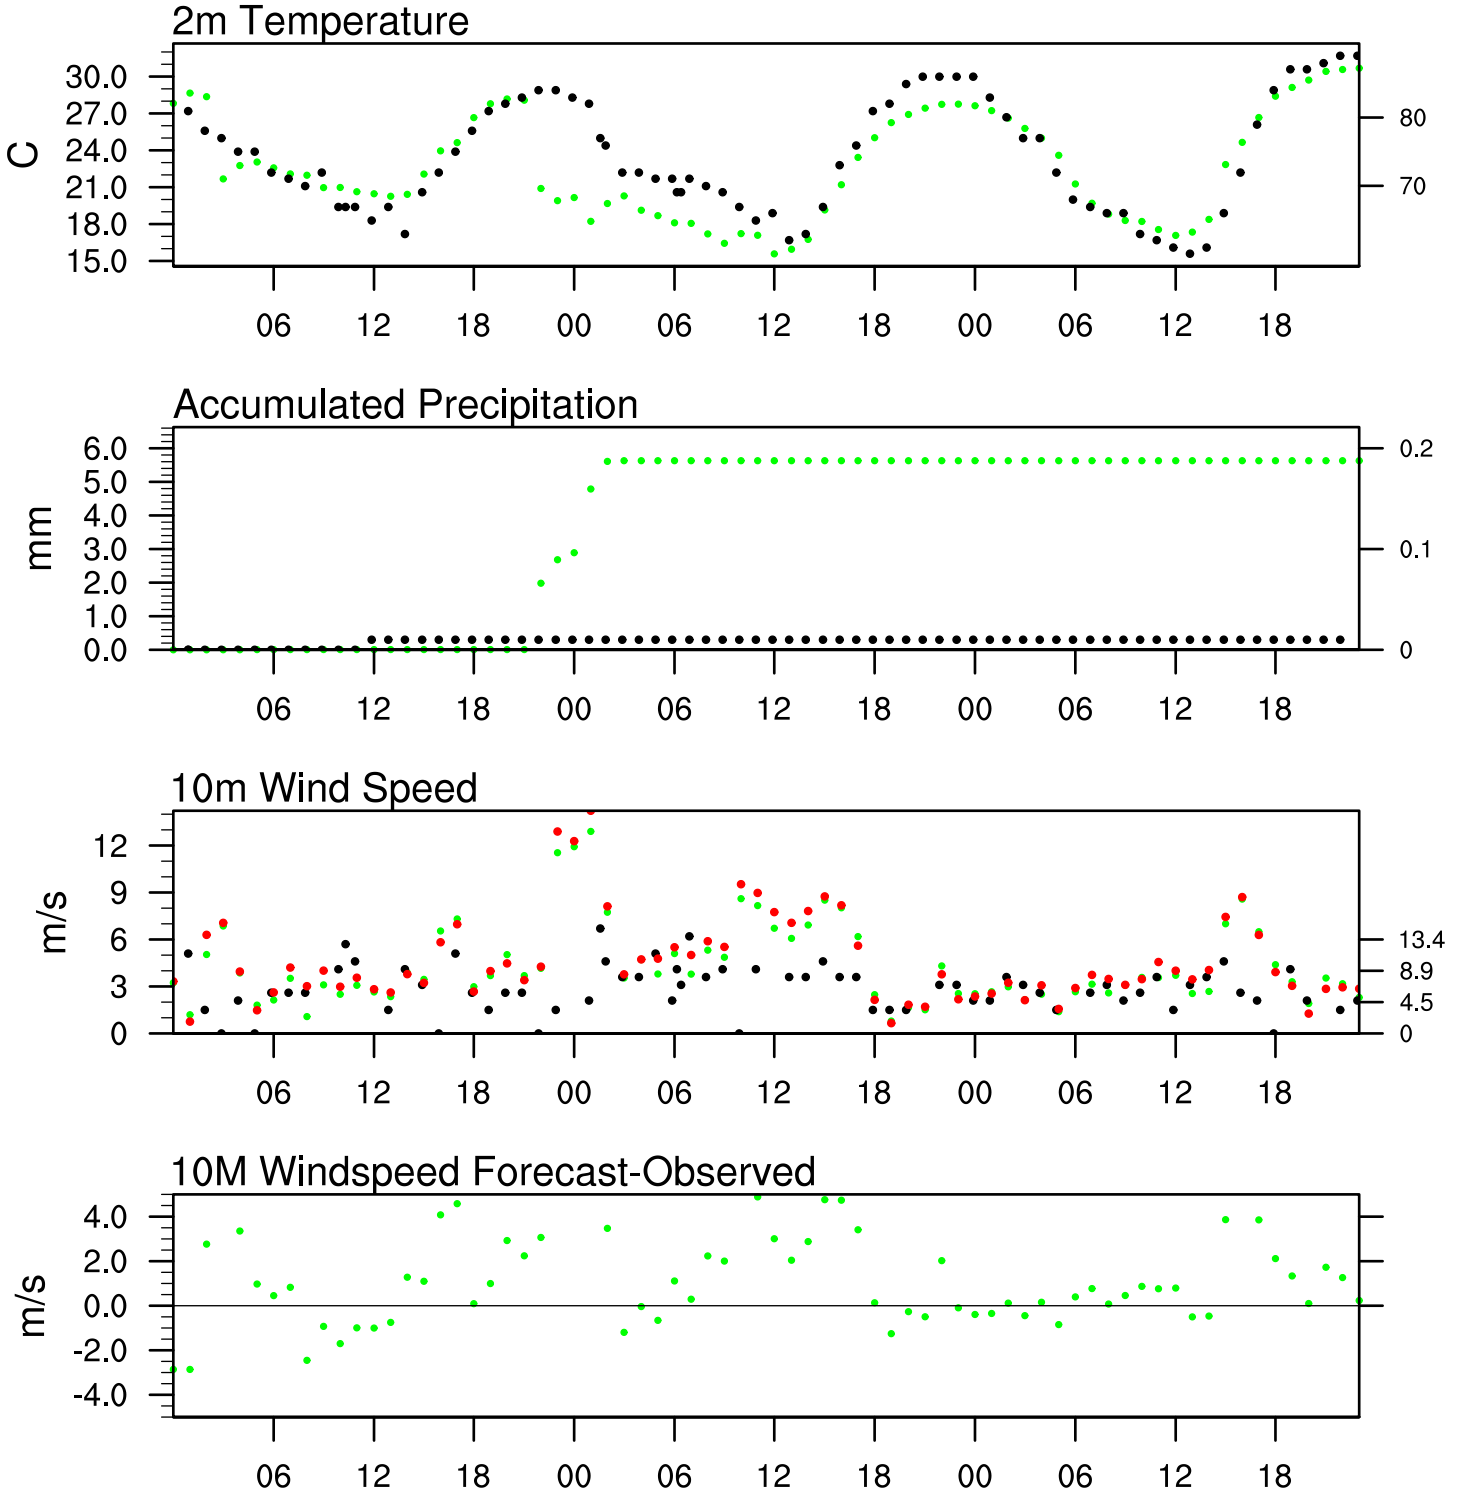 2m Temperature
30.0
27.0
24.0
21.0
18.0
15.0
C
80
70
06 12 18 00 06 12 18 00 06 12 18
Accumulated Precipitation
6.0
5.0
4.0
3.0
2.0
1.0
0.0
mm
0.2
0.1
0
06 12 18 00 06 12 18 00 06 12 18
10m Wind Speed
12
9
6
3
0
m/s
13.4
8.9
4.5
0
06 12 18 00 06 12 18 00 06 12 18
10M Windspeed Forecast-Observed
4.0
2.0
0.0
-2.0
-4.0
m/s
06 12 18 00 06 12 18 00 06 12 18